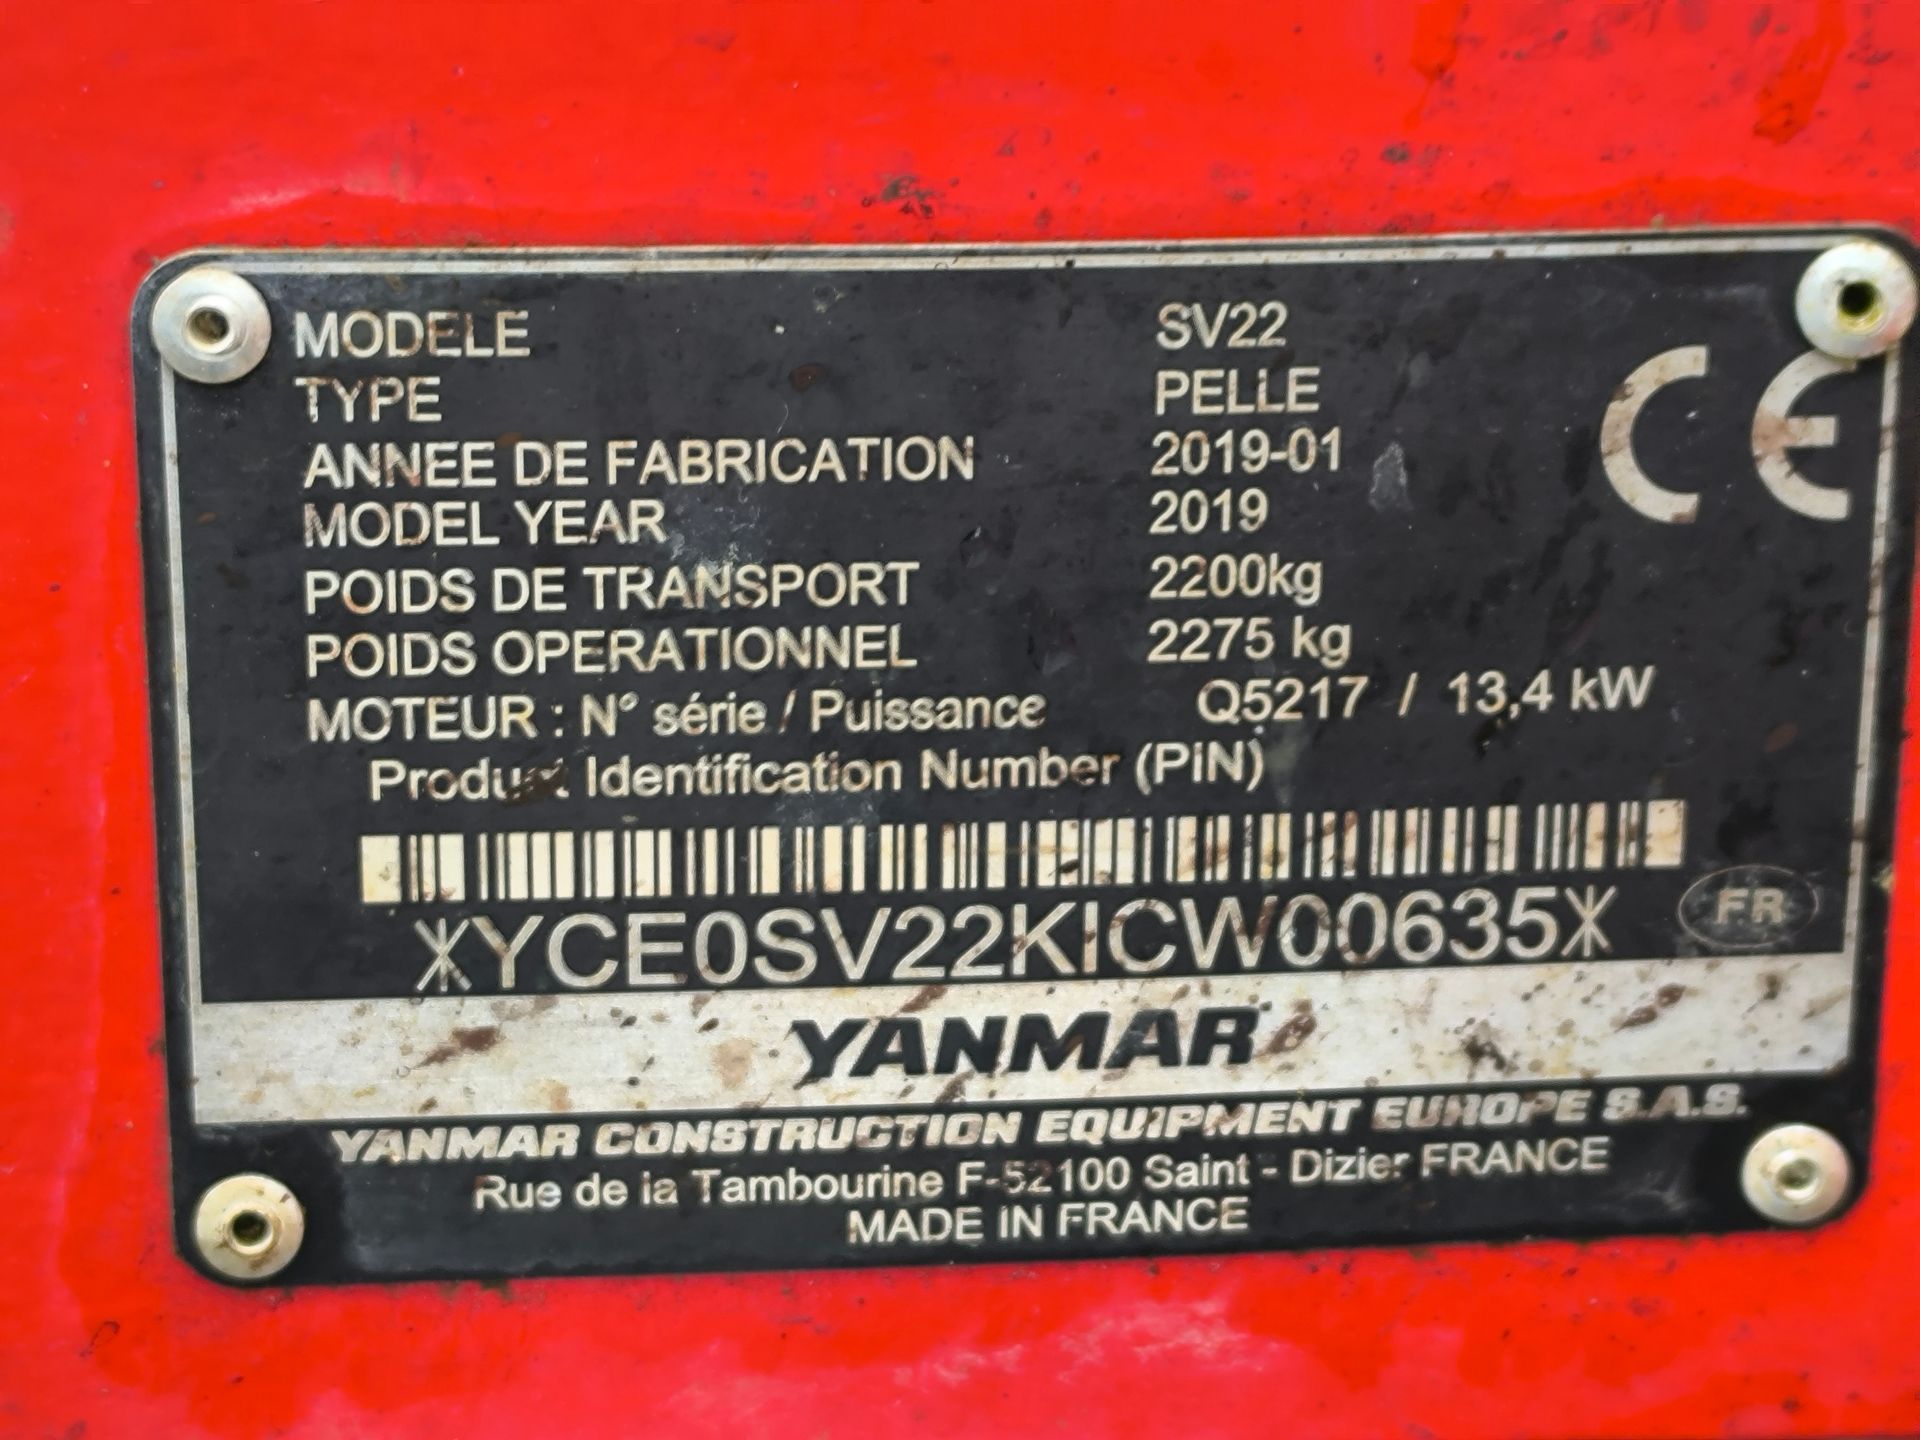 MODELE SV22
TYPE PELLE
ANNEE DE FABRICATION 2019-01
MODEL YEAR 2019
POIDS DE TRANSPORT 2200kg
POIDS OPERATIONNEL 2275 kg
MOTEUR : N° série / Puissance Q5217 / 13,4 kW
Product Identification Number (PIN)
*YCE0SV22KICW00635*
FR
CE
YANMAR
YANMAR CONSTRUCTION EQUIPMENT EUROPE S.A.S.
Rue de la Tambourine F-52100 Saint - Dizier FRANCE
MADE IN FRANCE